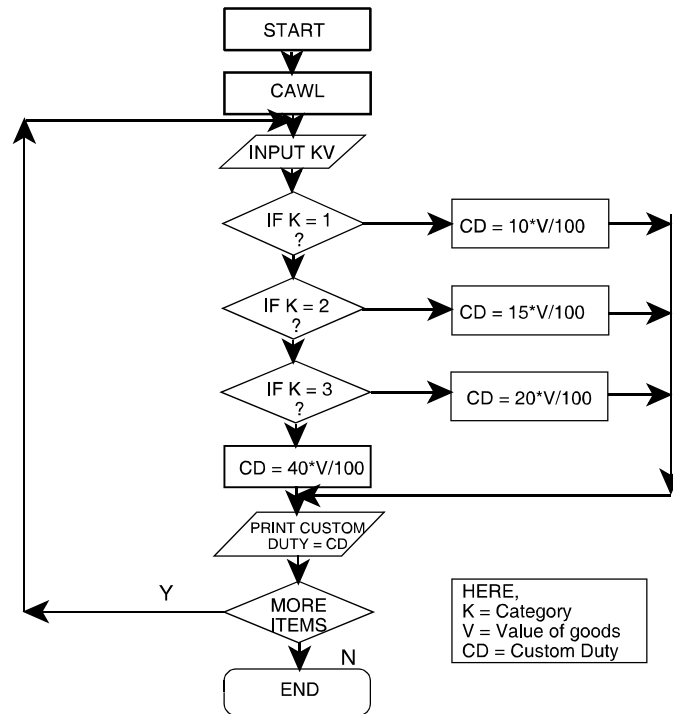 START
CAWL
INPUT KV
IF K = 1
?
CD = 10*V/100
IF K = 2
?
CD = 15*V/100
IF K = 3
?
CD = 20*V/100
CD = 40*V/100
PRINT CUSTOM
DUTY = CD
Y
MORE
ITEMS
N
END
HERE,
K = Category
V = Value of goods
CD = Custom Duty